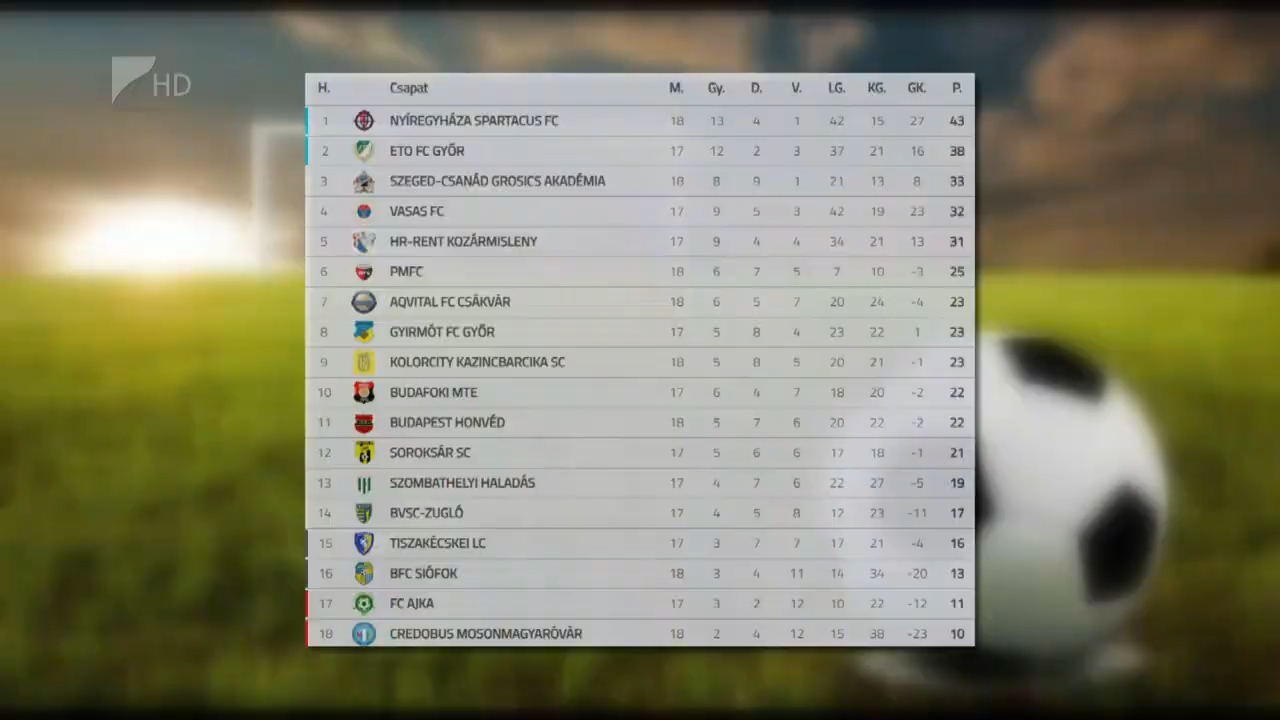 HD
H. Csapat M. Gy. D. V. LG. KG. GK. P.
1 NYÍREGYHÁZA SPARTACUS FC 18 13 4 1 42 15 27 43
2 ETO FC GYŐR 17 12 2 3 37 21 16 38
3 SZEGED-CSANÁD GROSICS AKADÉMIA 18 8 9 1 21 13 8 33
4 VASAS FC 17 9 5 3 42 19 23 32
5 HR-RENT KOZÁRMISLENY 17 9 4 4 34 21 13 31
6 PMFC 18 6 7 5 7 10 -3 25
7 AQVITAL FC CSÁKVÁR 18 6 5 7 20 24 -4 23
8 GYIRMÓT FC GYŐR 17 5 8 4 23 22 1 23
9 KOLORCITY KAZINCBARCIKA SC 18 5 8 5 20 21 -1 23
10 BUDAFOKI MTE 17 6 4 7 18 20 -2 22
11 BUDAPEST HONVÉD 18 5 7 6 20 22 -2 22
12 SOROKSÁR SC 17 5 6 6 17 18 -1 21
13 SZOMBATHELYI HALADÁS 17 4 7 6 22 27 -5 19
14 BVSC-ZUGLÓ 17 4 5 8 12 23 -11 17
15 TISZAKÉCSKEI LC 17 3 7 7 17 21 -4 16
16 BFC SIÓFOK 18 3 4 11 14 34 -20 13
17 FC AJKA 17 3 2 12 10 22 -12 11
18 CREDOBUS MOSONMAGYARÓVÁR 18 2 4 12 15 38 -23 10